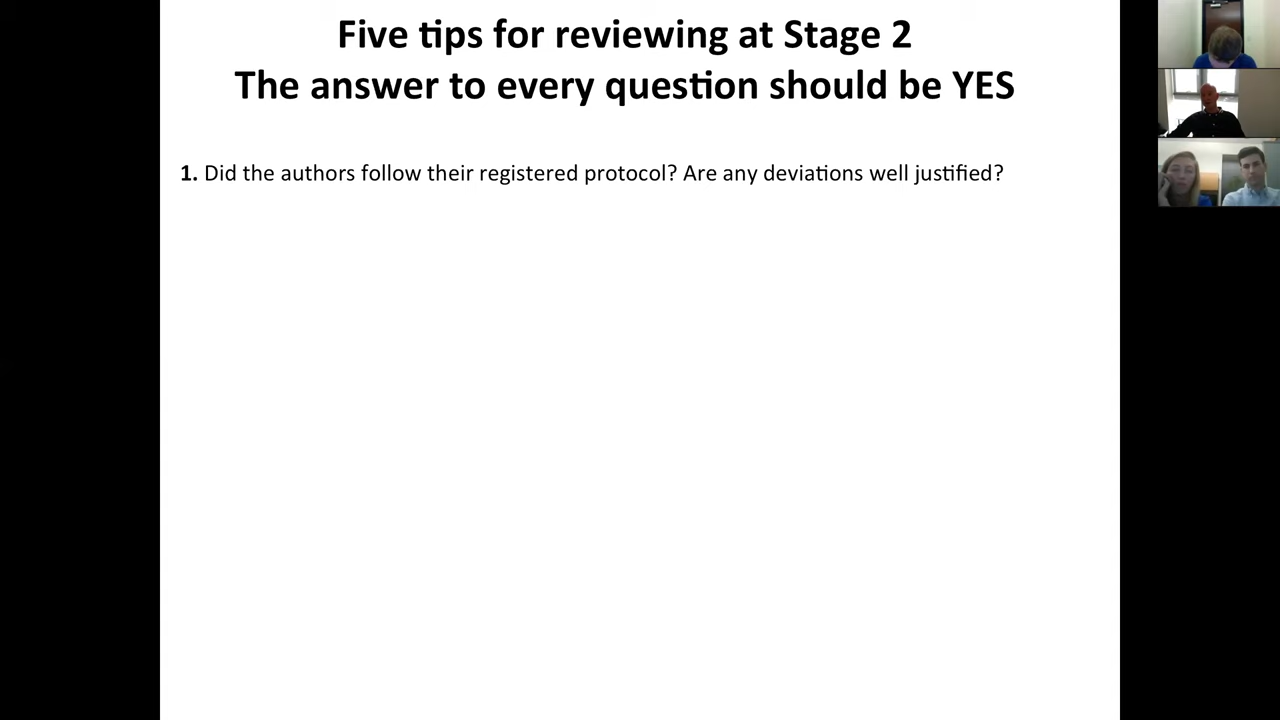 Five tips for reviewing at Stage 2
The answer to every question should be YES
1. Did the authors follow their registered protocol? Are any deviations well justified?